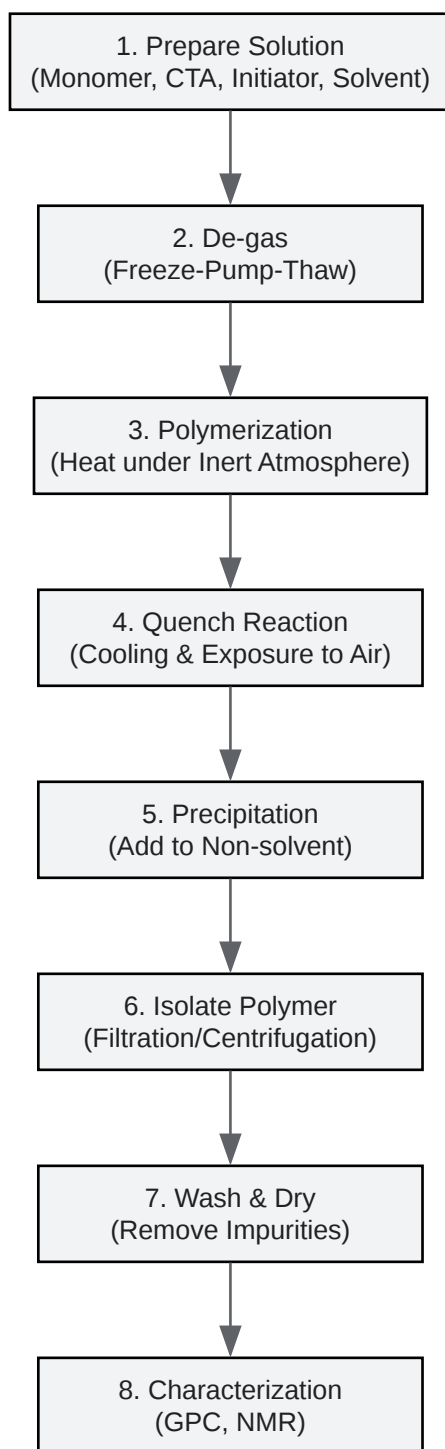 1. Prepare Solution
(Monomer, CTA, Initiator, Solvent)
2. De-gas
(Freeze-Pump-Thaw)
3. Polymerization
(Heat under Inert Atmosphere)
4. Quench Reaction
(Cooling & Exposure to Air)
5. Precipitation
(Add to Non-solvent)
6. Isolate Polymer
(Filtration/Centrifugation)
7. Wash & Dry
(Remove Impurities)
8. Characterization
(GPC, NMR)